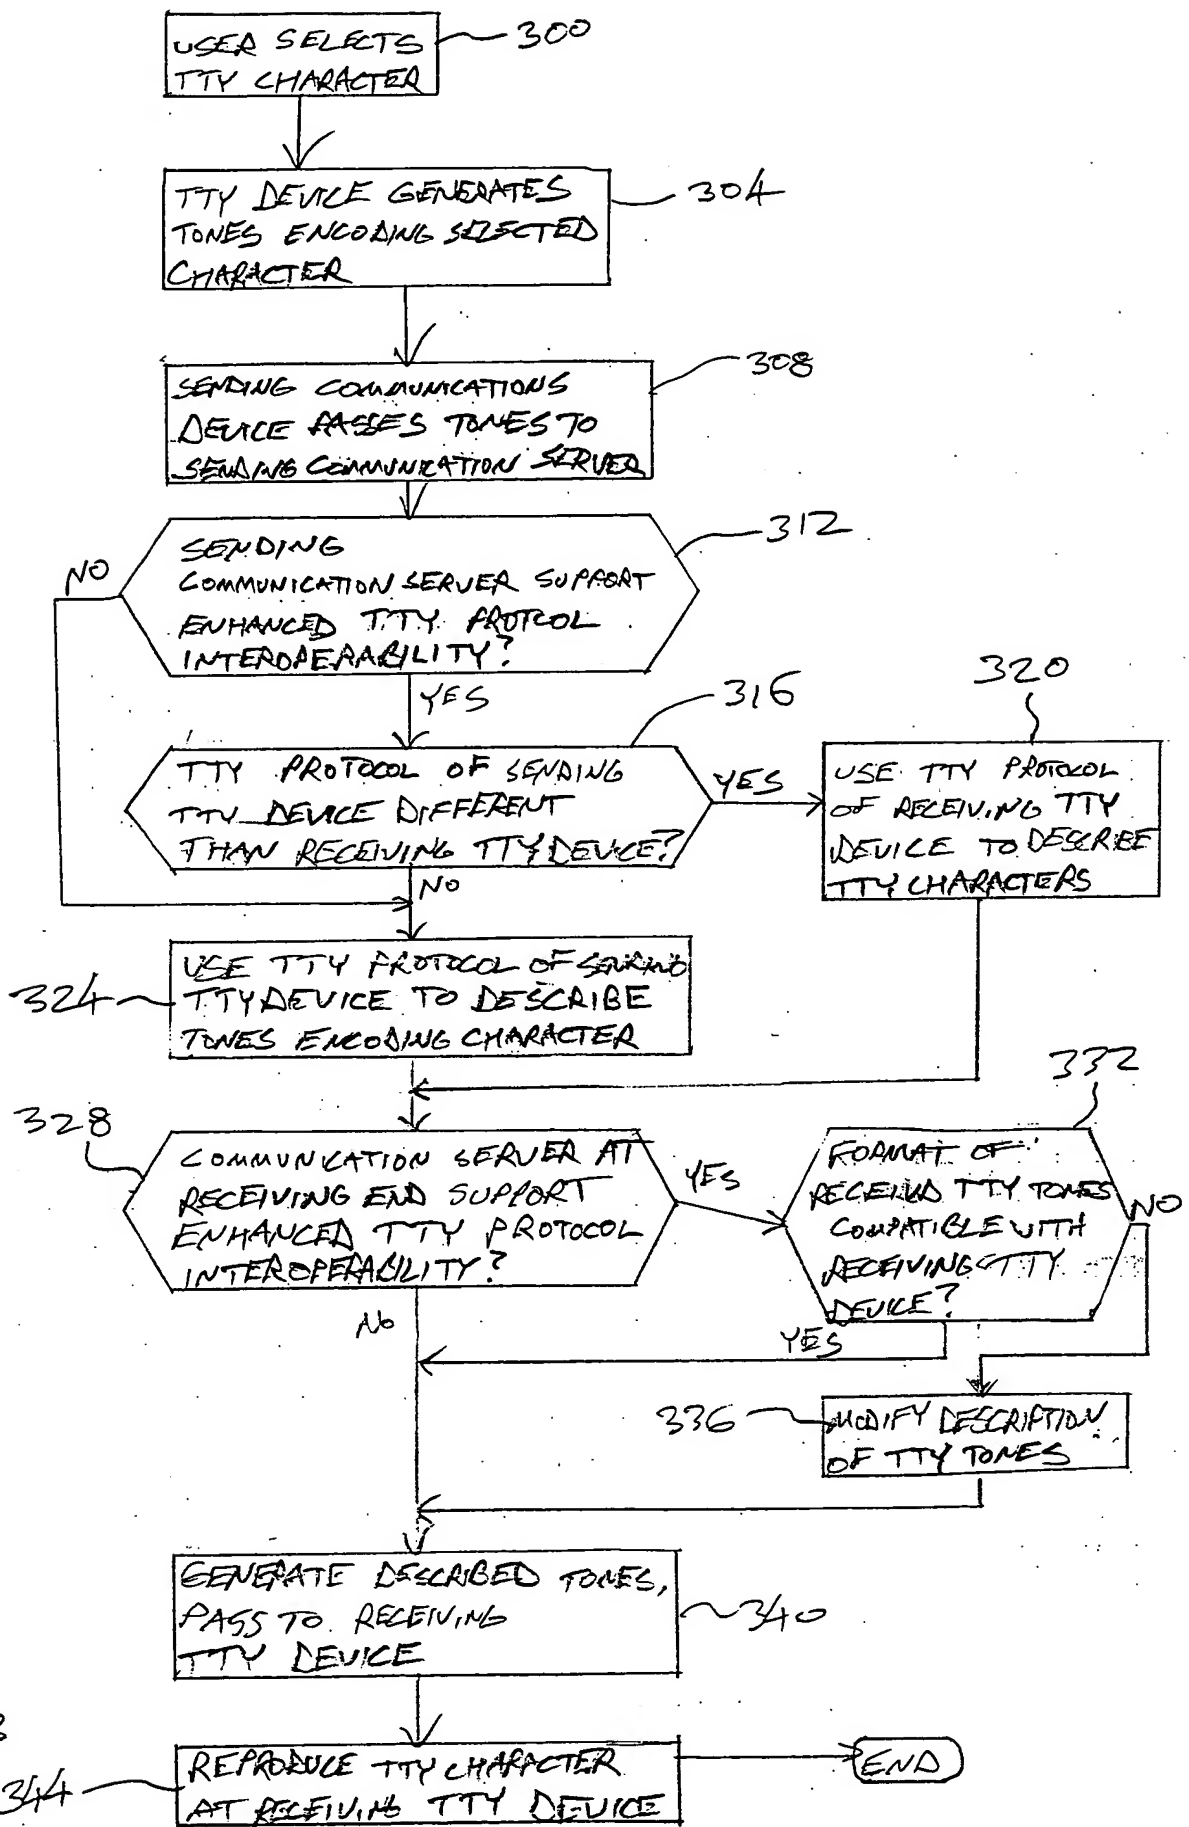 USER SELECTS
TTY CHARACTER
300
TTY DEVICE GENERATES
TONES ENCODING SELECTED
CHARACTER
304
SENDING COMMUNICATIONS
DEVICE PASSES TONES TO
SENDING COMMUNICATION SERVER
308
SENDING
COMMUNICATION SERVER SUPPORT
ENHANCED TTY PROTCOL
INTEROPERABILITY?
312
NO
YES
TTY PROTOCOL OF SENDING
TTY DEVICE DIFFERENT
THAN RECEIVING TTY DEVICE?
316
YES
NO
320
USE TTY PROTOCOL
OF RECEIVING TTY
DEVICE TO DESCRIBE
TTY CHARACTERS
324
USE TTY PROTOCOL OF SENDING
TTY DEVICE TO DESCRIBE
TONES ENCODING CHARACTER
328
COMMUNICATION SERVER AT
RECEIVING END SUPPORT
ENHANCED TTY PROTOCOL
INTEROPERABILITY?
YES
NO
332
FORMAT OF
RECEIVED TTY TONES
COMPATIBLE WITH
RECEIVING TTY
DEVICE?
NO
YES
336
MODIFY DESCRIPTION
OF TTY TONES
GENERATE DESCRIBED TONES,
PASS TO RECEIVING
TTY DEVICE
340
344
REPRODUCE TTY CHARACTER
AT RECEIVING TTY DEVICE
END